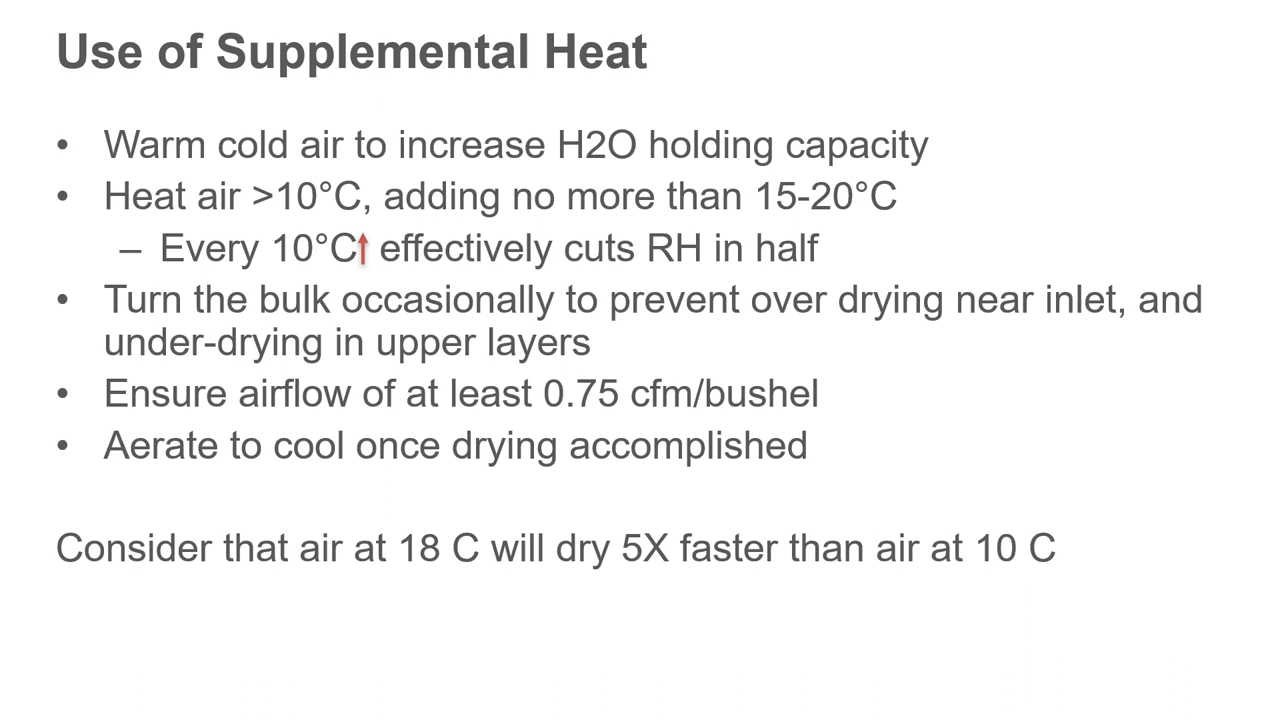 Use of Supplemental Heat
• Warm cold air to increase H2O holding capacity
• Heat air >10°C, adding no more than 15-20°C
– Every 10°C↑ effectively cuts RH in half
• Turn the bulk occasionally to prevent over drying near inlet, and
under-drying in upper layers
• Ensure airflow of at least 0.75 cfm/bushel
• Aerate to cool once drying accomplished
Consider that air at 18 C will dry 5X faster than air at 10 C